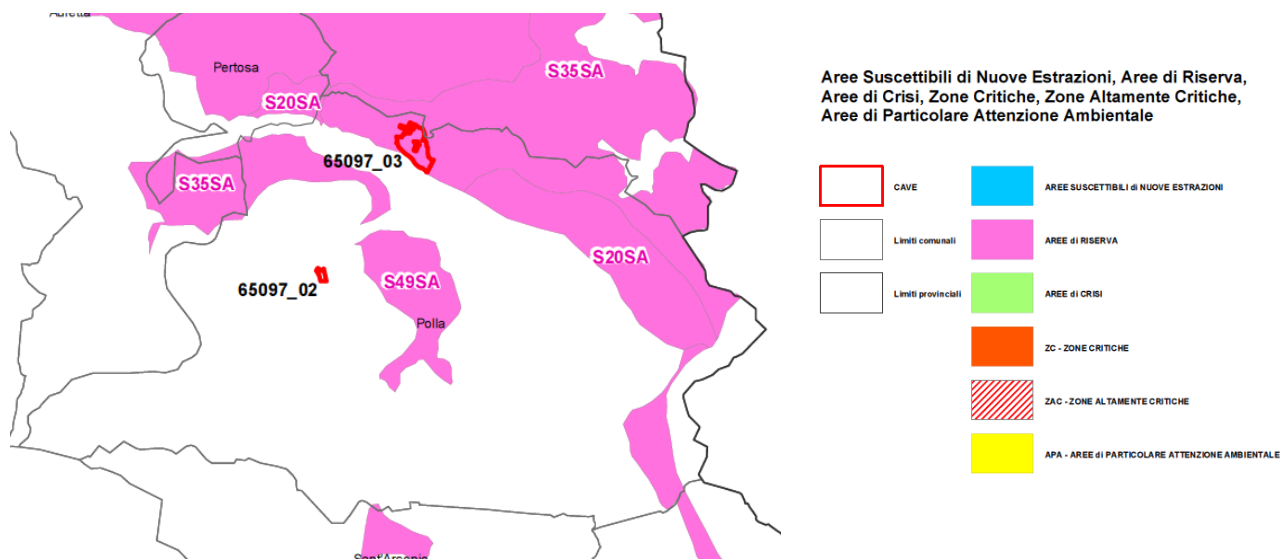 Auletta
Pertosa
S35SA
S20SA
65097_03
S35SA
S20SA
65097_02
S49SA
Polla
Sant'Arsenio
Aree Suscettibili di Nuove Estrazioni, Aree di Riserva,
Aree di Crisi, Zone Critiche, Zone Altamente Critiche,
Aree di Particolare Attenzione Ambientale
CAVE
AREE SUSCETTIBILI di NUOVE ESTRAZIONI
Limiti comunali
AREE di RISERVA
Limiti provinciali
AREE di CRISI
ZC - ZONE CRITICHE
ZAC - ZONE ALTAMENTE CRITICHE
APA - AREE di PARTICOLARE ATTENZIONE AMBIENTALE